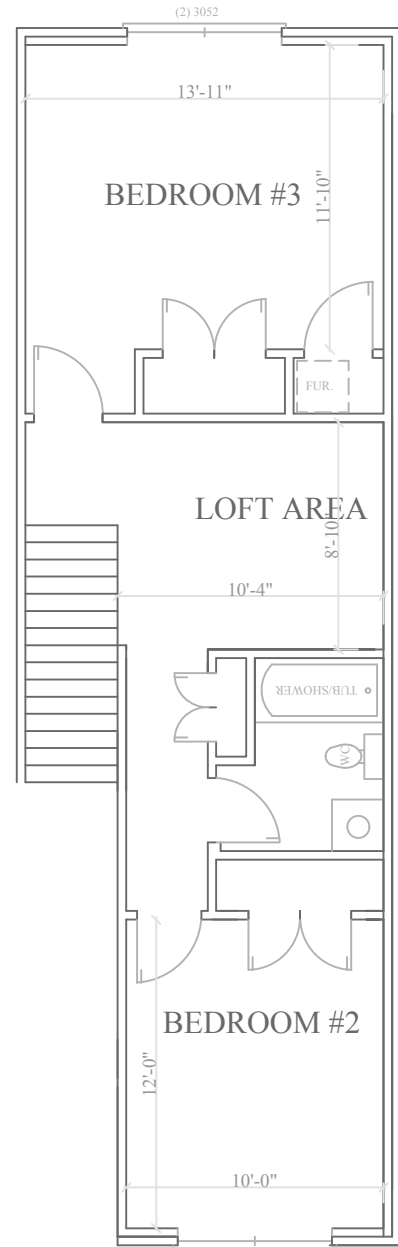 (2) 3052
13'-11"
BEDROOM #3
11'-10"
FUR.
LOFT AREA
8'-10"
10'-4"
TUB/SHOWER
WC
BEDROOM #2
12'-0"
10'-0"